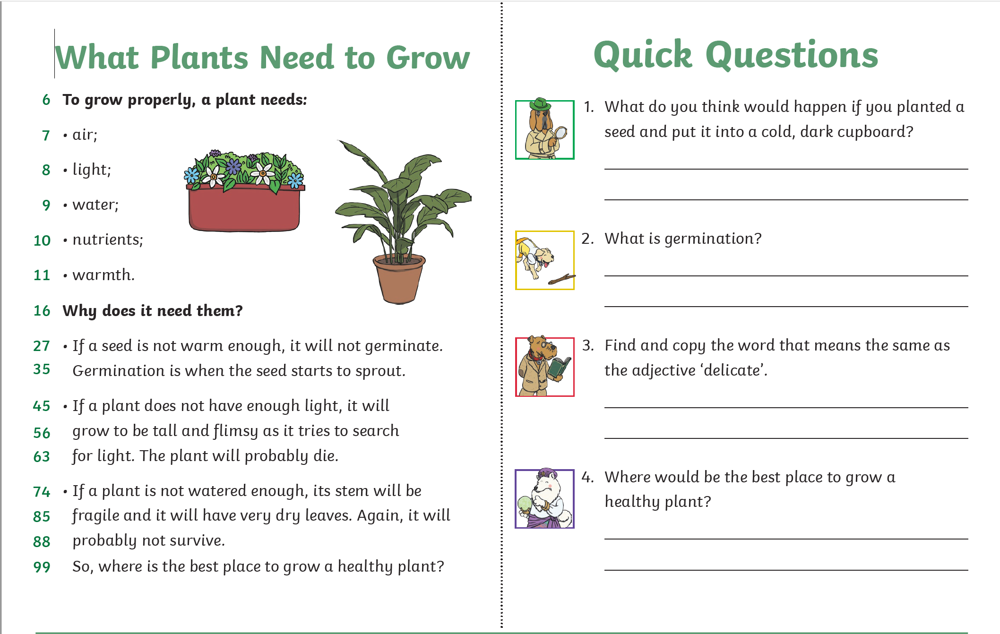 What Plants Need to Grow
6 To grow properly, a plant needs:
7 • air;
8 • light;
9 • water;
10 • nutrients;
11 • warmth.
16 Why does it need them?
27 • If a seed is not warm enough, it will not germinate.
35 Germination is when the seed starts to sprout.
45 • If a plant does not have enough light, it will
56 grow to be tall and flimsy as it tries to search
63 for light. The plant will probably die.
74 • If a plant is not watered enough, its stem will be
85 fragile and it will have very dry leaves. Again, it will
88 probably not survive.
99 So, where is the best place to grow a healthy plant?
Quick Questions
1. What do you think would happen if you planted a
seed and put it into a cold, dark cupboard?
2. What is germination?
3. Find and copy the word that means the same as
the adjective ‘delicate’.
4. Where would be the best place to grow a
healthy plant?